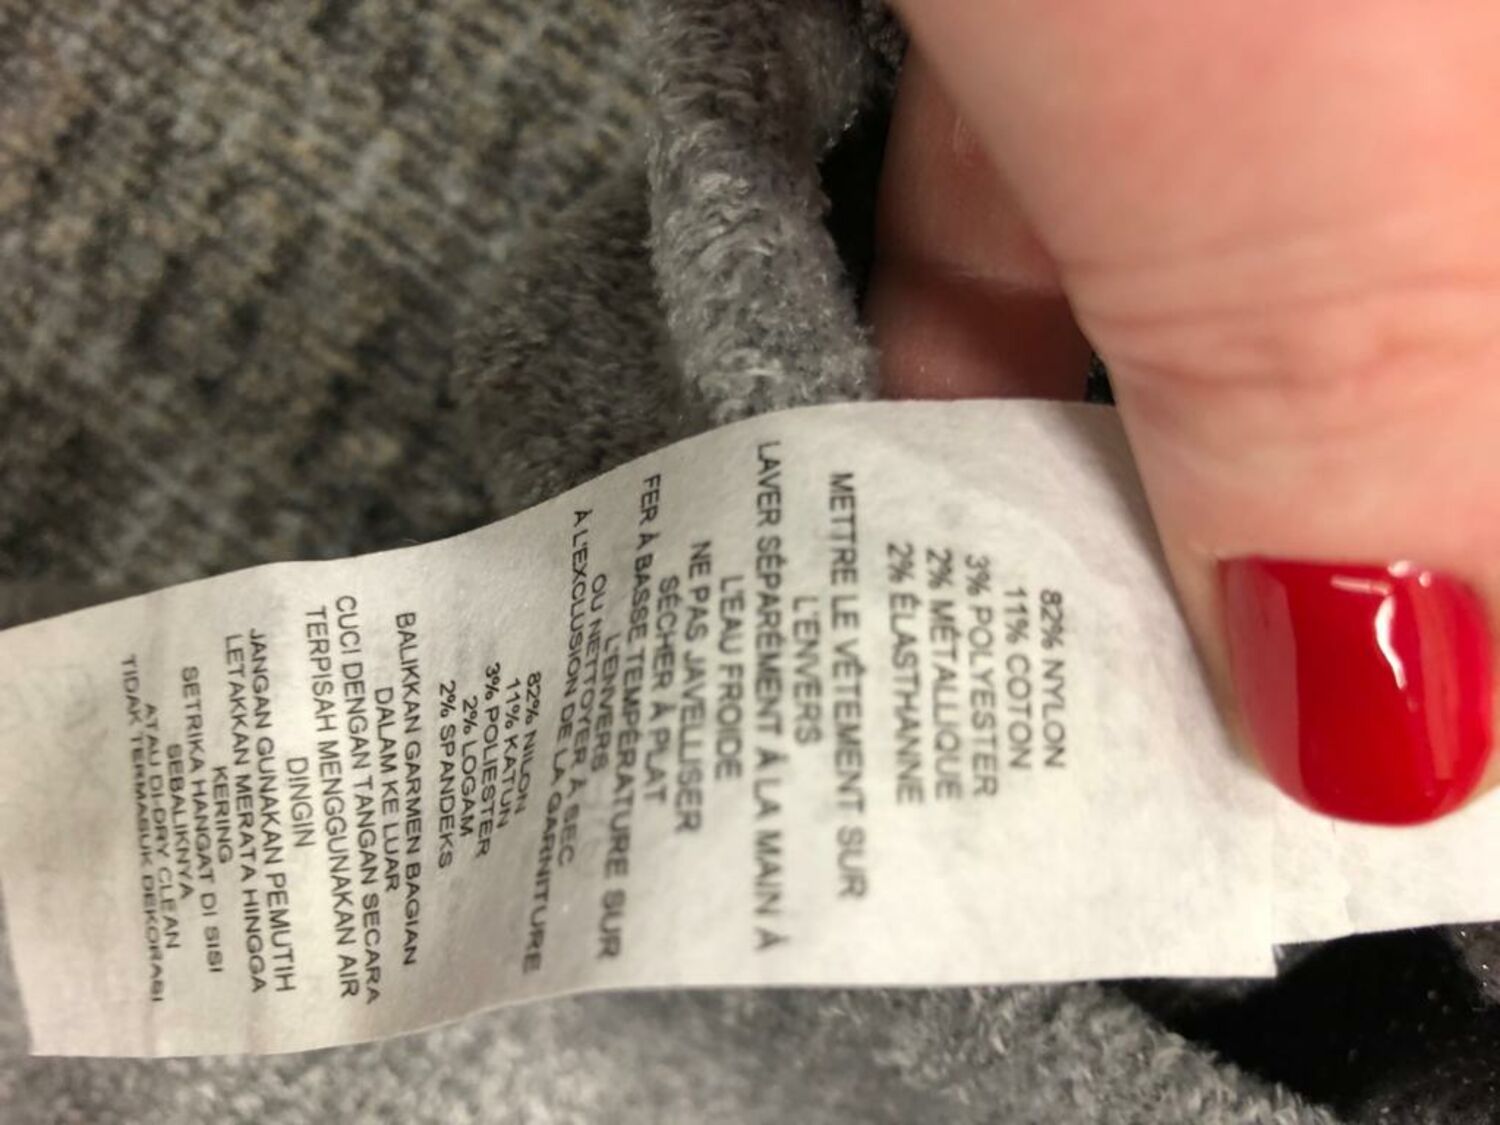 82% NYLON
11% COTON
3% POLYESTER
2% MÉTALLIQUE
2% ÉLASTHANNE
METTRE LE VÊTEMENT SUR
L'ENVERS
LAVER SÉPARÉMENT À LA MAIN À
L'EAU FROIDE
NE PAS JAVELLISER
SÉCHER À PLAT
FER À BASSE TEMPÉRATURE SUR
L'ENVERS
OU NETTOYER À SEC
À L'EXCLUSION DE LA GARNITURE
82% NILON
11% KATUN
3% POLIESTER
2% LOGAM
2% SPANDEKS
BALIKKAN GARMEN BAGIAN
DALAM KE LUAR
CUCI DENGAN TANGAN SECARA
TERPISAH MENGGUNAKAN AIR
DINGIN
JANGAN GUNAKAN PEMUTIH
LETAKKAN MERATA HINGGA
KERING
SETRIKA HANGAT DI SISI
SEBALIKNYA
ATAU DI-DRY CLEAN
TIDAK TERMASUK DEKORASI